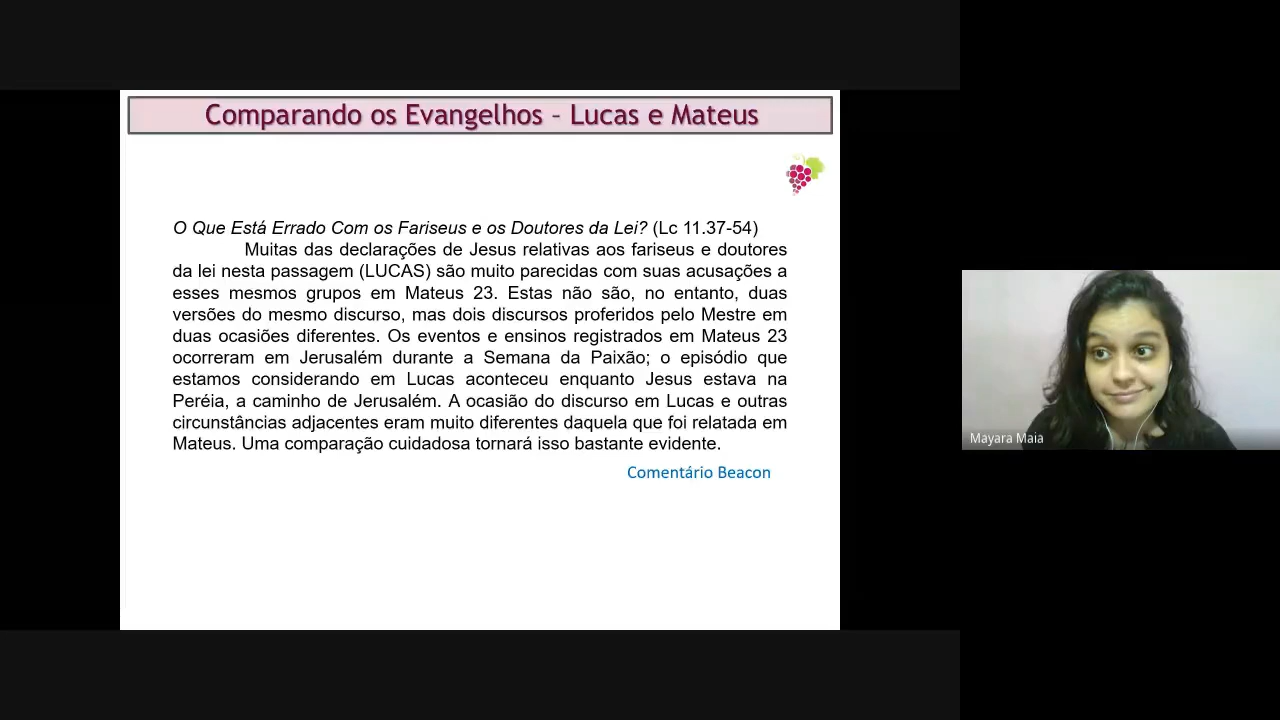 Comparando os Evangelhos – Lucas e Mateus
O Que Está Errado Com os Fariseus e os Doutores da Lei? (Lc 11.37-54)
Muitas das declarações de Jesus relativas aos fariseus e doutores
da lei nesta passagem (LUCAS) são muito parecidas com suas acusações a
esses mesmos grupos em Mateus 23. Estas não são, no entanto, duas
versões do mesmo discurso, mas dois discursos proferidos pelo Mestre em
duas ocasiões diferentes. Os eventos e ensinos registrados em Mateus 23
ocorreram em Jerusalém durante a Semana da Paixão; o episódio que
estamos considerando em Lucas aconteceu enquanto Jesus estava na
Peréia, a caminho de Jerusalém. A ocasião do discurso em Lucas e outras
circunstâncias adjacentes eram muito diferentes daquela que foi relatada em
Mateus. Uma comparação cuidadosa tornará isso bastante evidente.
Comentário Beacon
Mayara Maia